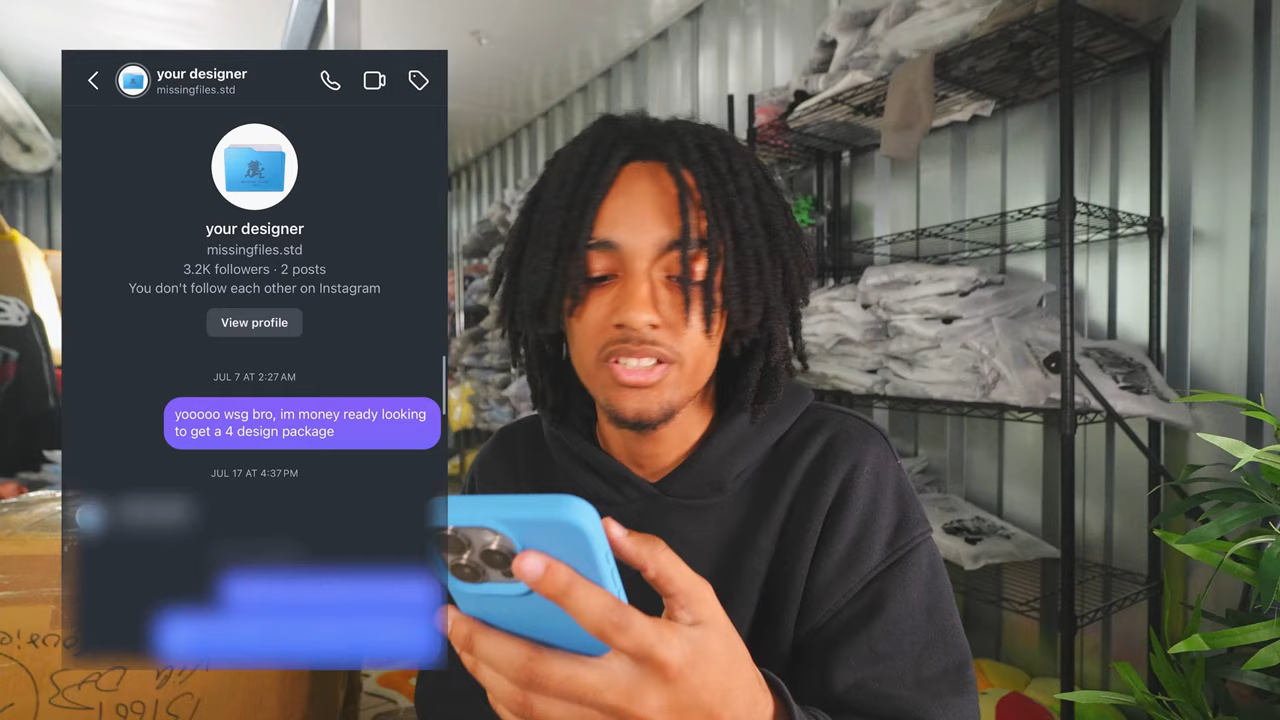 your designer
missingfiles.std
your designer
missingfiles.std
3.2K followers · 2 posts
You don't follow each other on Instagram
View profile
JUL 7 AT 2:27 AM
yooooo wsg bro, im money ready looking
to get a 4 design package
JUL 17 AT 4:37 PM